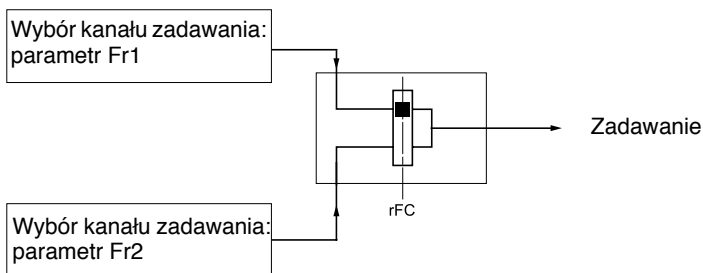 Wybór kanału zadawania:
parametr Fr1
Zadawanie
rFC
Wybór kanału zadawania:
parametr Fr2